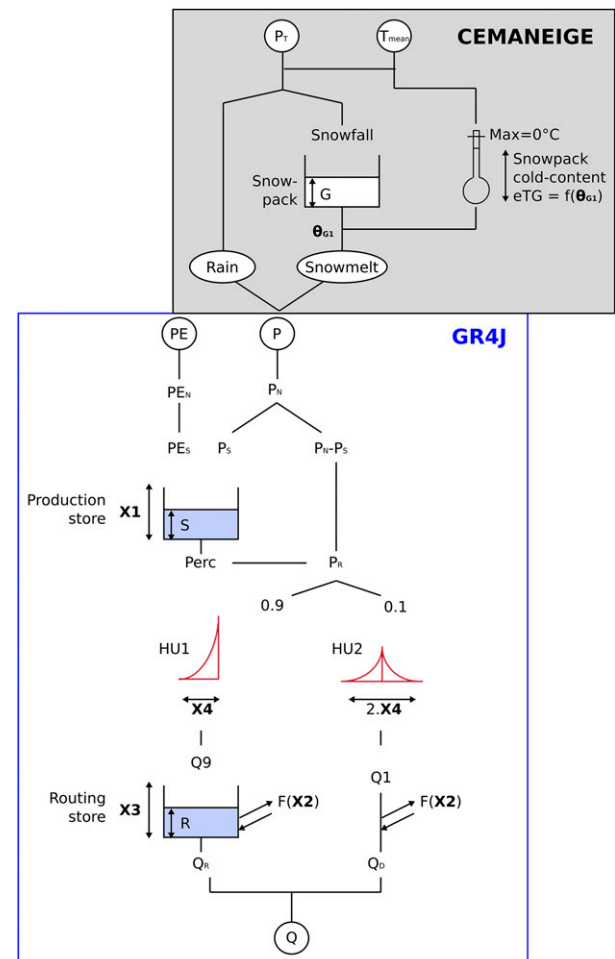 P_T
T_mean
CEMANEIGE
Snowfall
Max=0°C
Snow-
pack
G
Snowpack
cold-content
eTG = f(θ_G1)
θ_G1
Rain
Snowmelt
PE
P
GR4J
PE_N
P_N
PE_S
P_S
P_N-P_S
Production
store
X1
S
Perc
P_R
0.9
0.1
HU1
HU2
X4
2.X4
Q9
Q1
Routing
store
X3
R
F(X2)
F(X2)
Q_R
Q_D
Q